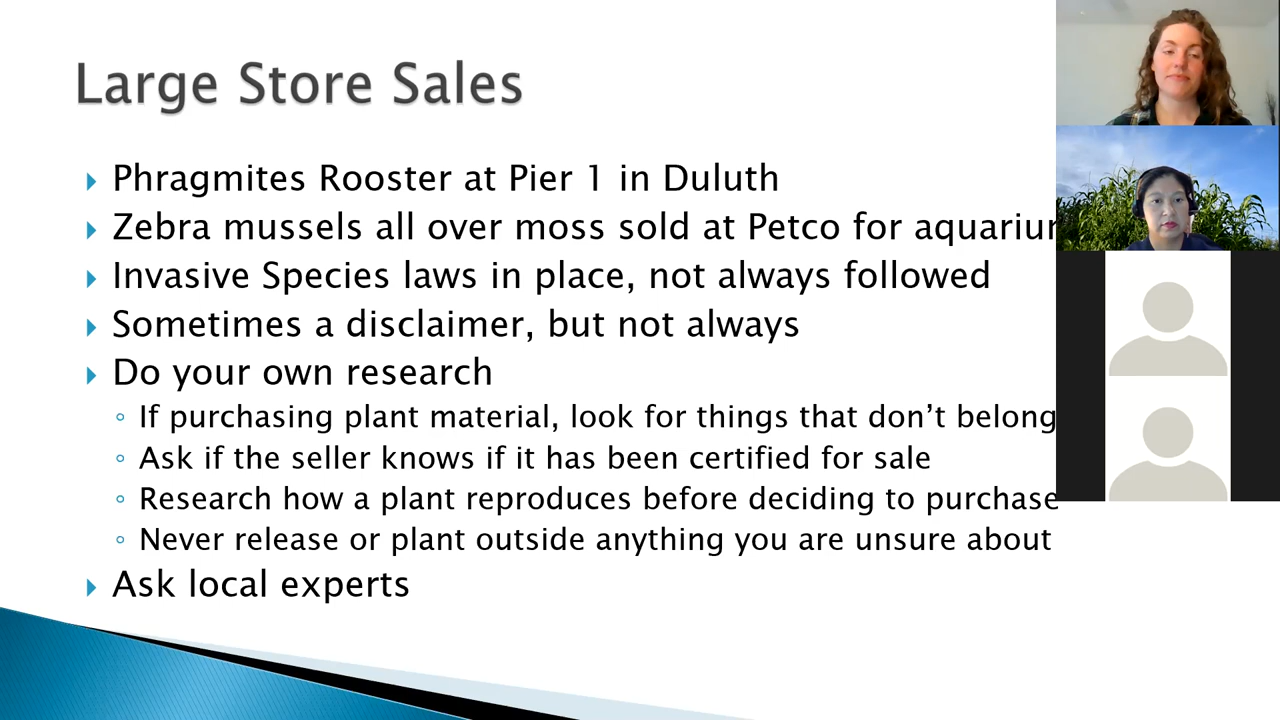 Large Store Sales
Phragmites Rooster at Pier 1 in Duluth
Zebra mussels all over moss sold at Petco for
Invasive Species laws in place, not always followed
Sometimes a disclaimer, but not always
Do your own research
If purchasing plant material, look for things that don’t belong
Ask if the seller knows if it has been certified for sale
Research how a plant reproduces before deciding to purchase
Never release or plant outside anything you are unsure about
Ask local experts